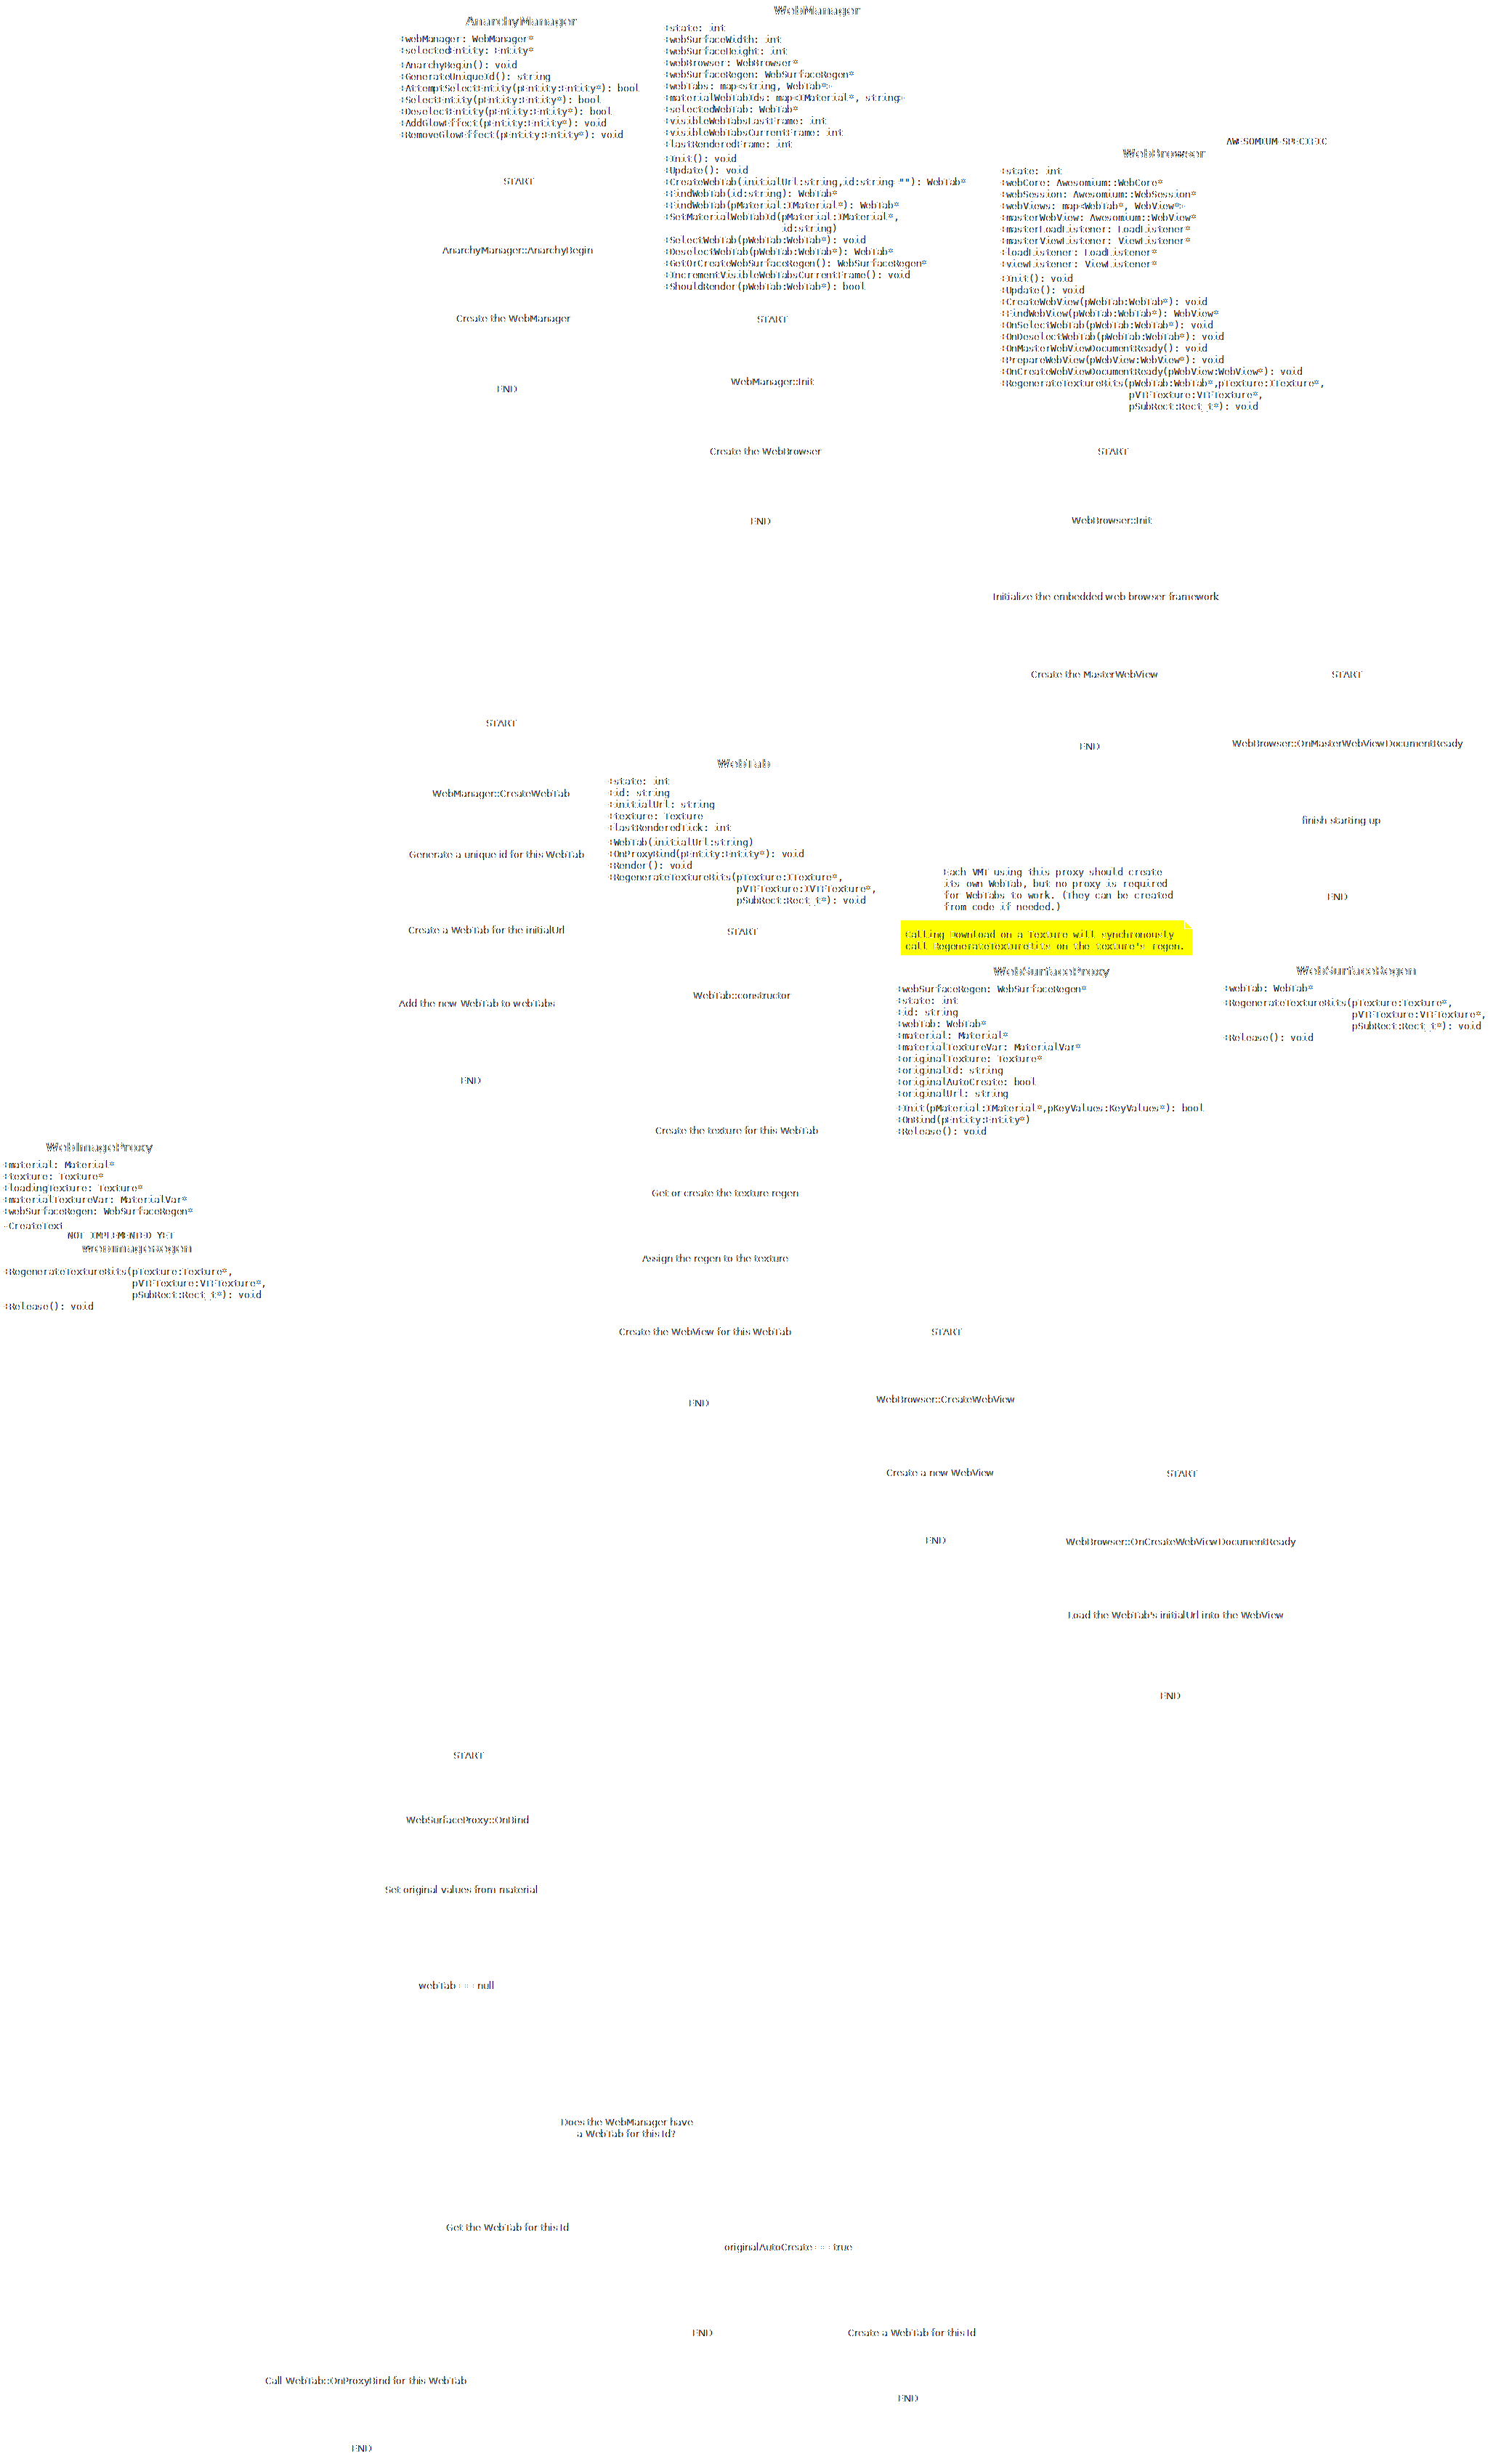 AnarchyManager
+webManager: WebManager*
+selectedEntity: Entity*
+AnarchyBegin(): void
+GenerateUniqueId(): string
+AttemptSelectEntity(pEntity:Entity*): bool
+SelectEntity(pEntity:Entity*): bool
+DeselectEntity(pEntity:Entity*): bool
+AddGlowEffect(pEntity:Entity*): void
+RemoveGlowEffect(pEntity:Entity*): void
START
AnarchyManager::AnarchyBegin
Create the WebManager
END
WebManager
+state: int
+webSurfaceWidth: int
+webSurfaceHeight: int
+webBrowser: WebBrowser*
+webSurfaceRegen: WebSurfaceRegen*
+webTabs: map<string, WebTab*>
+materialWebTabIds: map<IMaterial*, string>
+selectedWebTab: WebTab*
+visibleWebTabsLastFrame: int
+visibleWebTabsCurrentFrame: int
+lastRenderedFrame: int
+Init(): void
+Update(): void
+CreateWebTab(initialUrl:string,id:string ""): WebTab*
+FindWebTab(id:string): WebTab*
+FindWebTab(pMaterial:IMaterial*): WebTab*
+SetMaterialWebTabId(pMaterial:IMaterial*,
id:string)
+SelectWebTab(pWebTab:WebTab*): void
+DeselectWebTab(pWebTab:WebTab*): WebTab*
+GetOrCreateWebSurfaceRegen(): WebSurfaceRegen*
+IncrementVisibleWebTabsCurrentFrame(): void
+ShouldRender(pWebTab:WebTab*): bool
START
WebManager::Init
Create the WebBrowser
END
AWESOMIUM-SPECIFIC
WebBrowser
+state: int
+webCore: Awesomium::WebCore*
+webSession: Awesomium::WebSession*
+webViews: map<WebTab*, WebView*>
+masterWebView: Awesomium::WebView*
+masterLoadListener: LoadListener*
+masterViewListener: ViewListener*
+loadListener: LoadListener*
+viewListener: ViewListener*
+Init(): void
+Update(): void
+CreateWebView(pWebTab:WebTab*): void
+FindWebView(pWebTab:WebTab*): WebView*
+OnSelectWebTab(pWebTab:WebTab*): void
+OnDeselectWebTab(pWebTab:WebTab*): void
+OnMasterWebViewDocumentReady(): void
+PrepareWebView(pWebView:WebView*): void
+OnCreateWebViewDocumentReady(pWebView:WebView*): void
+RegenerateTextureBits(pWebTab:WebTab*,pTexture:ITexture*,
pVTFTexture:VTFTexture*,
pSubRect:Rect_t*): void
START
WebBrowser::Init
Initialize the embedded web browser framework
Create the MasterWebView
END
START
WebBrowser::OnMasterWebViewDocumentReady
finish starting up
END
START
WebManager::CreateWebTab
Generate a unique id for this WebTab
Create a WebTab for the initialUrl
Add the new WebTab to webTabs
END
WebTab
+state: int
+id: string
+initialUrl: string
+texture: Texture
+lastRenderedTick: int
+WebTab(initialUrl:string)
+OnProxyBind(pEntity:Entity*): void
+Render(): void
+RegenerateTextureBits(pTexture:ITexture*,
pVTFTexture:IVTFTexture*,
pSubRect:Rect_t*): void
START
WebTab::constructor
Create the texture for this WebTab
Get or create the texture regen
Assign the regen to the texture
Create the WebView for this WebTab
END
Each VMT using this proxy should create
its own WebTab, but no proxy is required
for WebTabs to work. (They can be created
from code if needed.)
Calling Download on a Texture will synchronously
call RegenerateTextureBits on the texture's regen.
WebSurfaceProxy
+webSurfaceRegen: WebSurfaceRegen*
+state: int
+id: string
+webTab: WebTab*
+material: Material*
+materialTextureVar: MaterialVar*
+originalTexture: Texture*
+originalId: string
+originalAutoCreate: bool
+originalUrl: string
+Init(pMaterial:IMaterial*,pKeyValues:KeyValues*): bool
+OnBind(pEntity:Entity*)
+Release(): void
WebSurfaceRegen
+webTab: WebTab*
+RegenerateTextureBits(pTexture:Texture*,
pVTFTexture:VTFTexture*,
pSubRect:Rect_t*): void
+Release(): void
WebImageProxy
+material: Material*
+texture: Texture*
+loadingTexture: Texture*
+materialTextureVar: MaterialVar*
+webSurfaceRegen: WebSurfaceRegen*
-CreateText
NOT IMPLEMENTED YET
WebImageRegen
+RegenerateTextureBits(pTexture:Texture*,
pVTFTexture:VTFTexture*,
pSubRect:Rect_t*): void
+Release(): void
START
WebBrowser::CreateWebView
Create a new WebView
END
START
WebBrowser::OnCreateWebViewDocumentReady
Load the WebTab's initialUrl into the WebView
END
START
WebSurfaceProxy::OnBind
Set original values from material
webTab == null
Does the WebManager have
a WebTab for this Id?
Get the WebTab for this Id
originalAutoCreate == true
END
Create a WebTab for this Id
Call WebTab::OnProxyBind for this WebTab
END
END